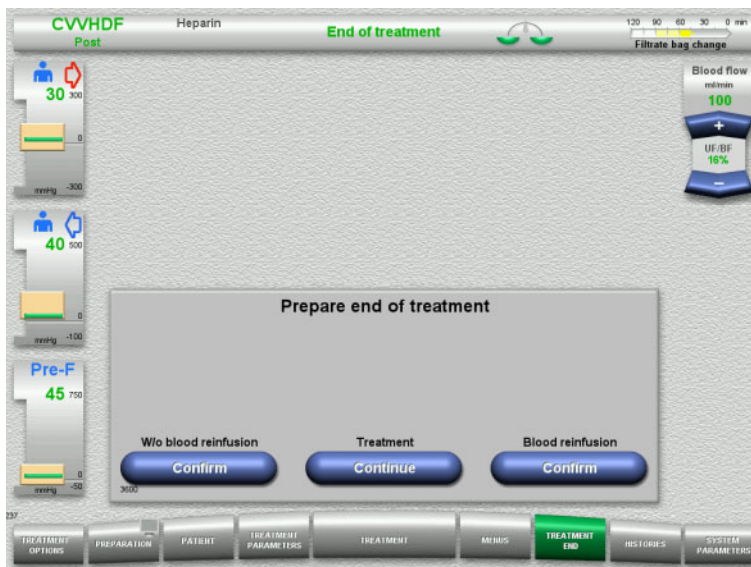 CVVHDF
Post
Heparin
End of treatment
120 90 60 30 0 min
Filtrate bag change
30 300
0
mmHg -300
40 500
0
mmHg -100
Pre-F
45 750
0
mmHg -50
Blood flow
ml/min
100
+
UF/BF
16%
−
Prepare end of treatment
W/o blood reinfusion
Confirm
Treatment
Continue
Blood reinfusion
Confirm
3600
237
TREATMENT
OPTIONS
PREPARATION
PATIENT
TREATMENT
PARAMETERS
TREATMENT
MENUS
TREATMENT
END
HISTORIES
SYSTEM
PARAMETERS